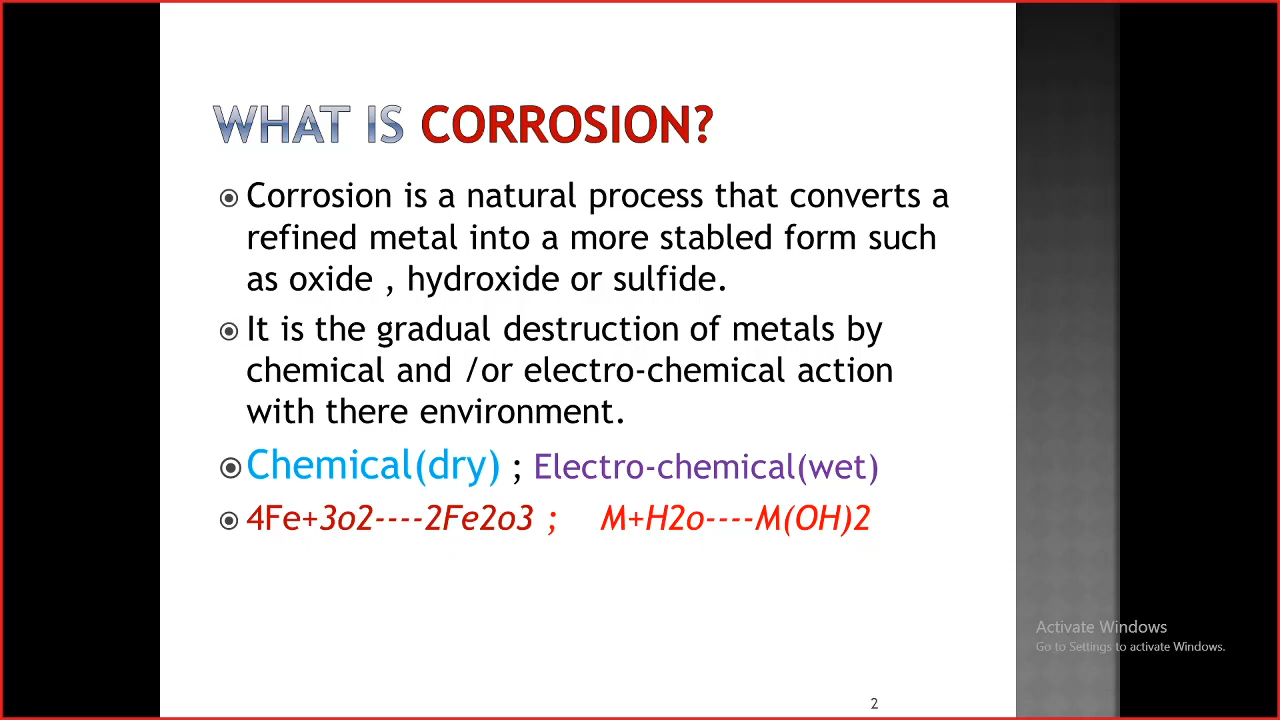 WHAT IS CORROSION?
Corrosion is a natural process that converts a
refined metal into a more stabled form such
as oxide , hydroxide or sulfide.
It is the gradual destruction of metals by
chemical and /or electro-chemical action
with there environment.
Chemical(dry) ; Electro-chemical(wet)
4Fe+3o2----2Fe2o3 ; M+H2o----M(OH)2
Activate Windows
Go to Settings to activate Windows.
2